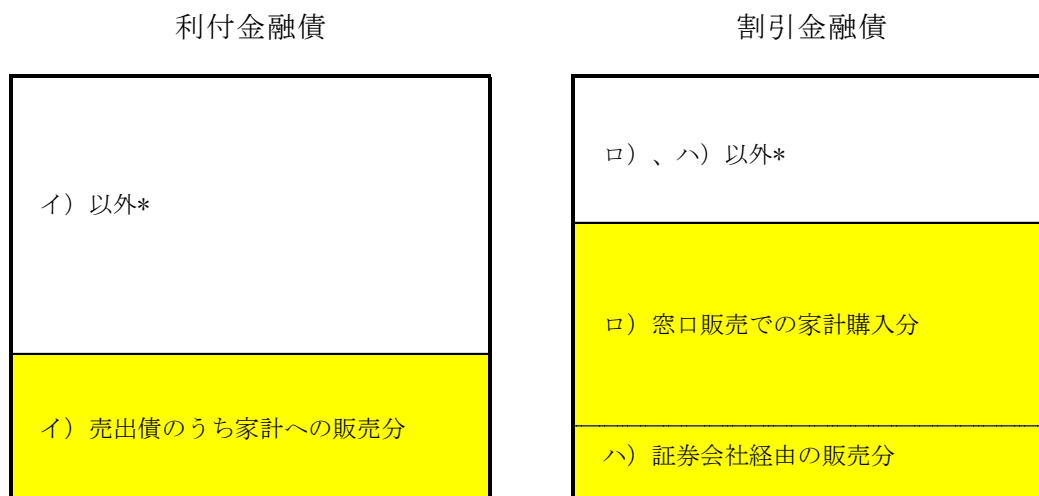 利付金融債
割引金融債
イ）以外*
イ）売出債のうち家計への販売分
ロ）、ハ）以外*
ロ）窓口販売での家計購入分
ハ）証券会社経由の販売分